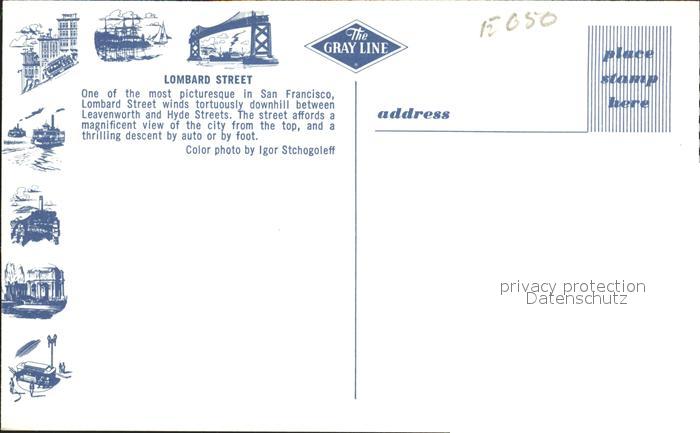 The
GRAY LINE
®
LOMBARD STREET
One of the most picturesque in San Francisco,
Lombard Street winds tortuously downhill between
Leavenworth and Hyde Streets. The street affords a
magnificent view of the city from the top, and a
thrilling descent by auto or by foot.
Color photo by Igor Stchogoleff
address
place
stamp
here
privacy protection
Datenschutz